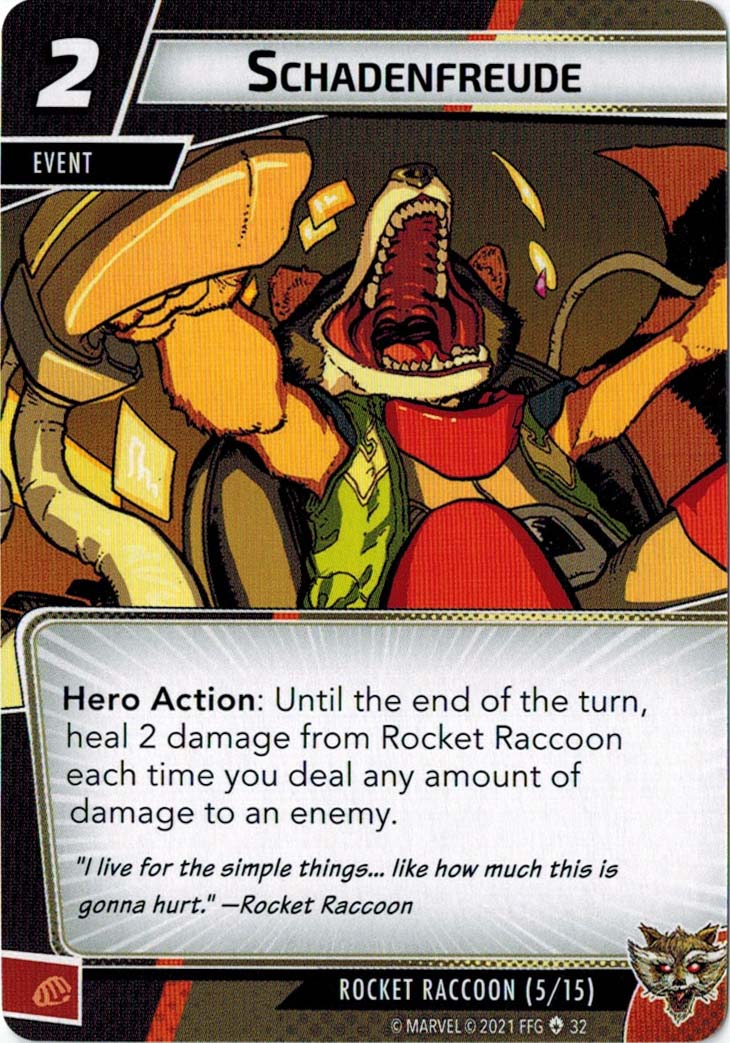 2
SCHADENFREUDE
EVENT
Hero Action: Until the end of the turn,
heal 2 damage from Rocket Raccoon
each time you deal any amount of
damage to an enemy.
"I live for the simple things... like how much this is
gonna hurt." —Rocket Raccoon
ROCKET RACCOON (5/15)
© MARVEL © 2021 FFG 32